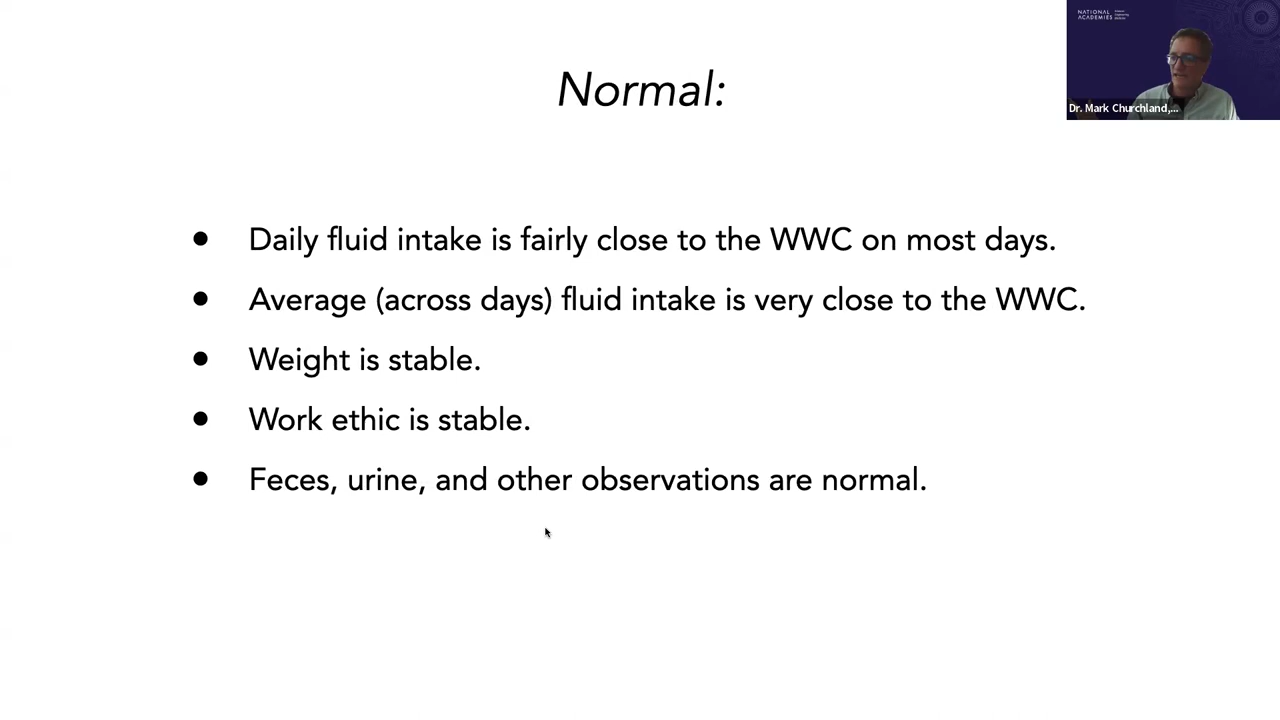 NATIONAL
ACADEMIES
Dr. Mark Churchland,...
Normal:
• Daily fluid intake is fairly close to the WWC on most days.
• Average (across days) fluid intake is very close to the WWC.
• Weight is stable.
• Work ethic is stable.
• Feces, urine, and other observations are normal.